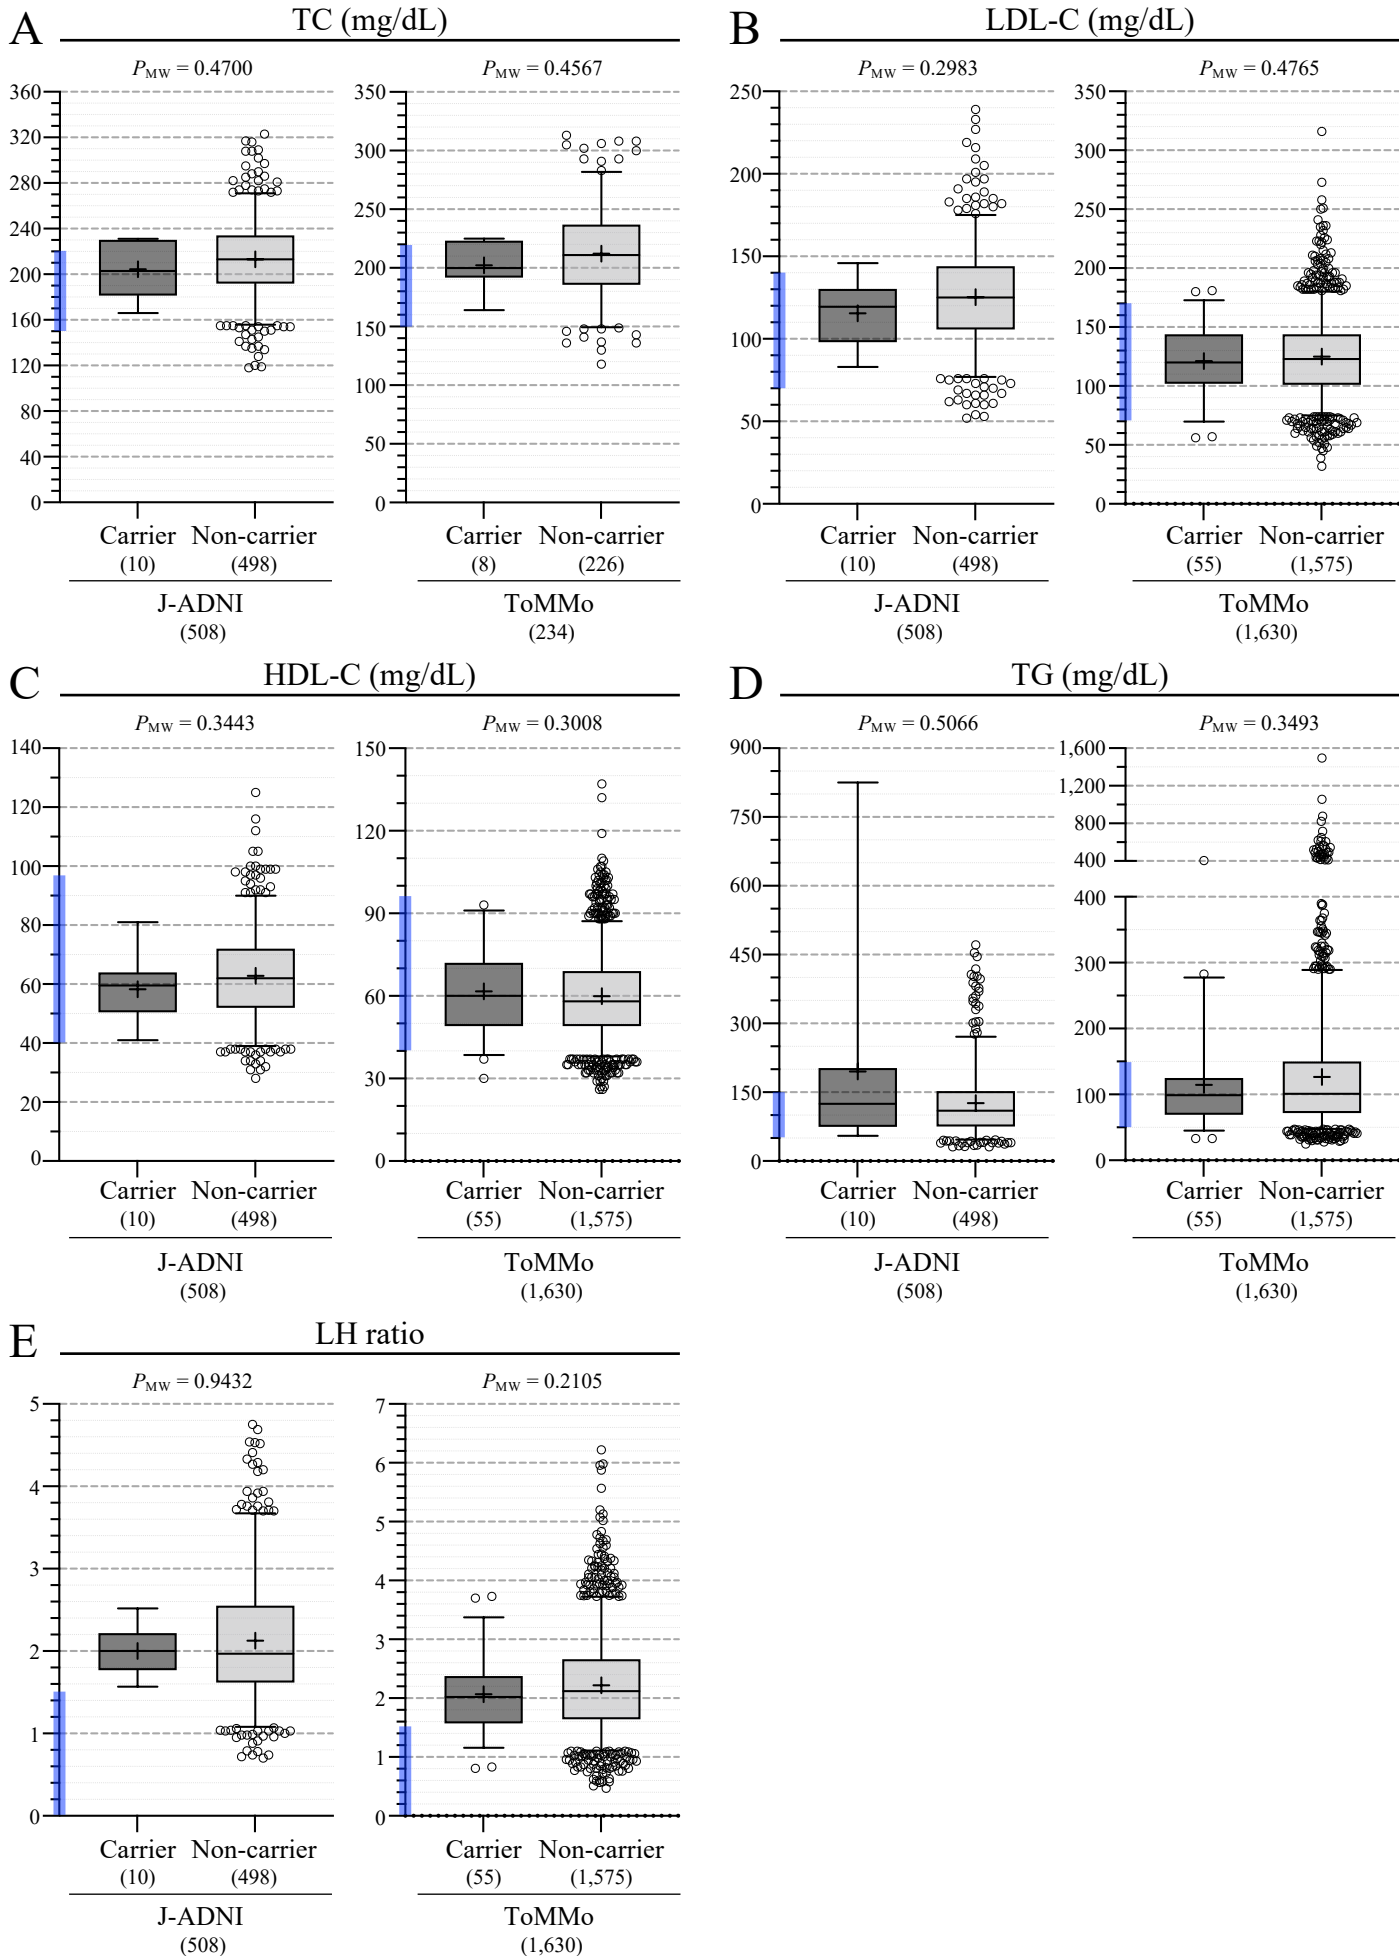 A TC (mg/dL)
P_MW = 0.4700
360
320
280
240
200
160
120
80
40
0
Carrier Non-carrier
(10) (498)
J-ADNI
(508)
P_MW = 0.4567
350
300
250
200
150
100
50
0
Carrier Non-carrier
(8) (226)
ToMMo
(234)
B LDL-C (mg/dL)
P_MW = 0.2983
250
200
150
100
50
0
Carrier Non-carrier
(10) (498)
J-ADNI
(508)
P_MW = 0.4765
350
300
250
200
150
100
50
0
Carrier Non-carrier
(55) (1,575)
ToMMo
(1,630)
C HDL-C (mg/dL)
P_MW = 0.3443
140
120
100
80
60
40
20
0
Carrier Non-carrier
(10) (498)
J-ADNI
(508)
P_MW = 0.3008
150
120
90
60
30
0
Carrier Non-carrier
(55) (1,575)
ToMMo
(1,630)
D TG (mg/dL)
P_MW = 0.5066
900
750
600
450
300
150
0
Carrier Non-carrier
(10) (498)
J-ADNI
(508)
P_MW = 0.3493
1,600
1,200
800
400
400
300
200
100
0
Carrier Non-carrier
(55) (1,575)
ToMMo
(1,630)
E LH ratio
P_MW = 0.9432
5
4
3
2
1
0
Carrier Non-carrier
(10) (498)
J-ADNI
(508)
P_MW = 0.2105
7
6
5
4
3
2
1
0
Carrier Non-carrier
(55) (1,575)
ToMMo
(1,630)